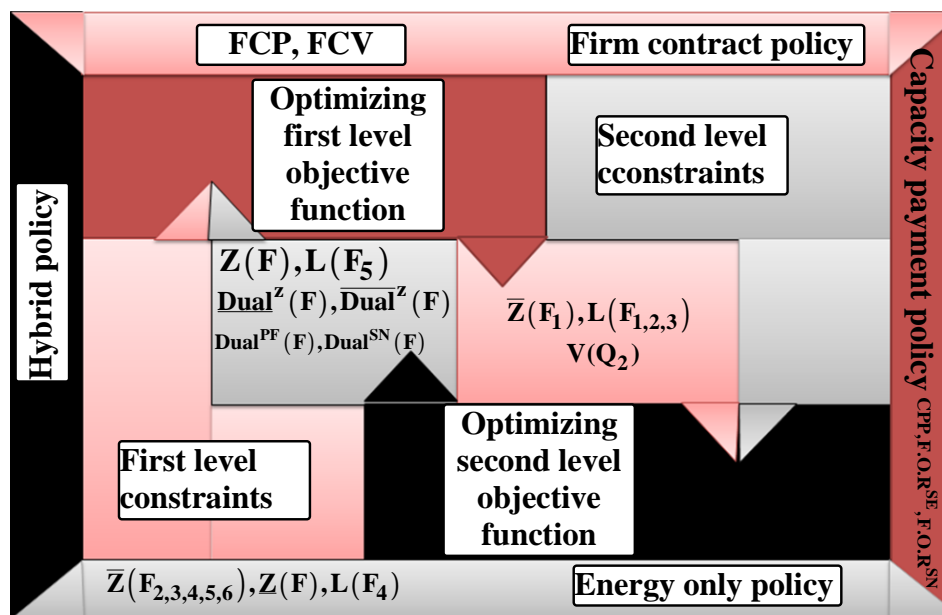 FCP, FCV
Firm contract policy
Optimizing
first level
objective
function
Second level
cconstraints
Hybrid policy
Capacity payment policy CPP,F.O.R^SE,F.O.R^SN
Z(F),L(F₅)
D̲u̲a̲l̲ᶻ(F),D̅u̅a̅l̅ᶻ(F)
Dual^PF(F),Dual^SN(F)
Z̅(F₁),L(F₁,₂,₃)
V(Q₂)
First level
constraints
Optimizing
second level
objective
function
Z̅(F₂,₃,₄,₅,₆),Z̲(F),L(F₄)
Energy only policy